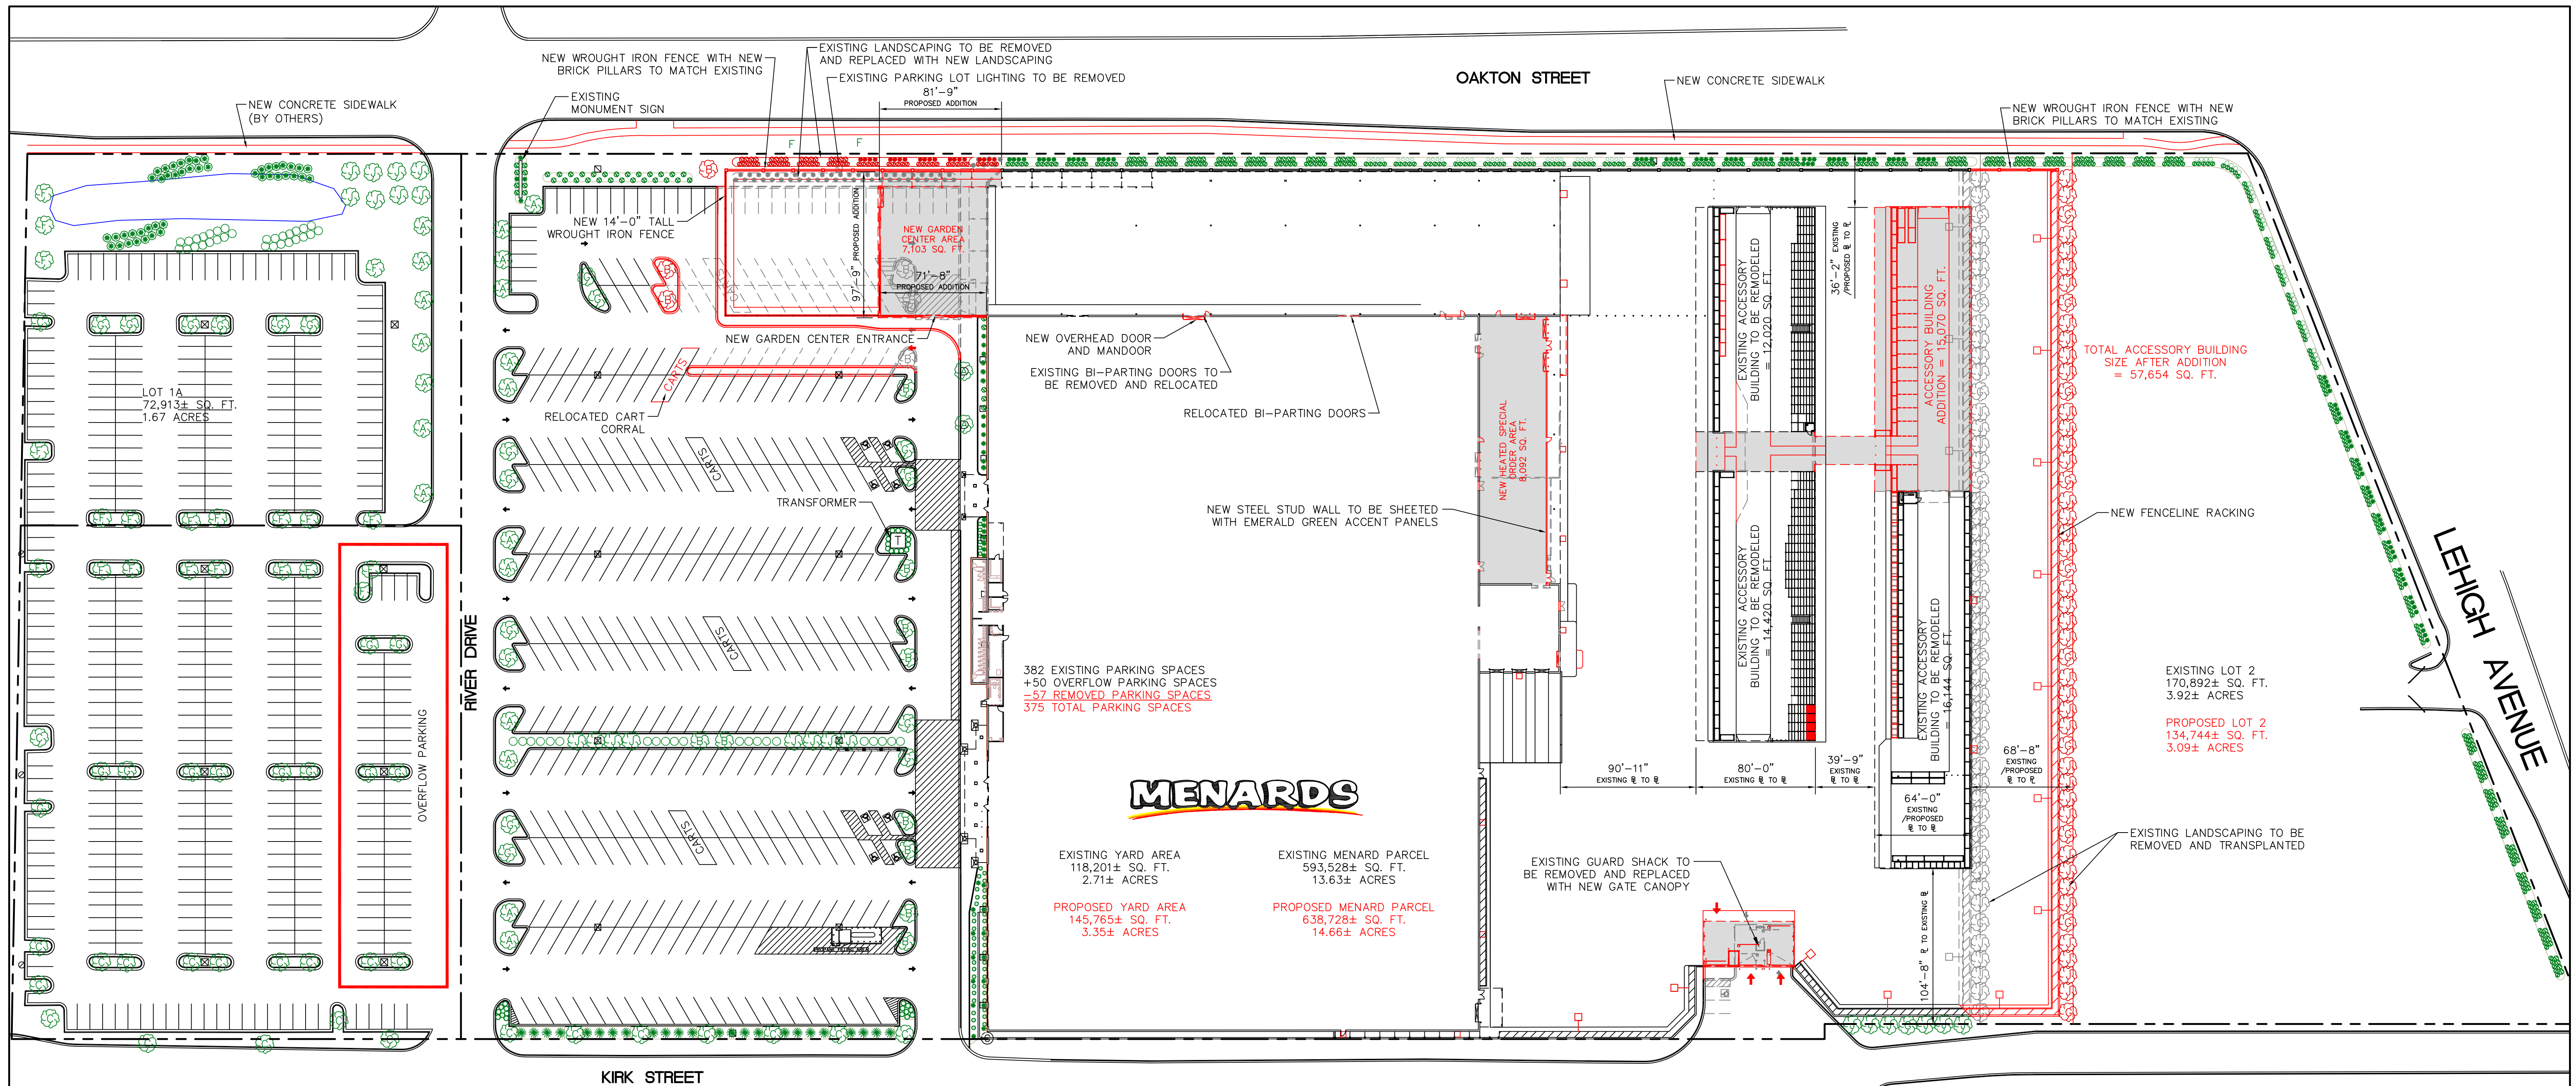 OAKTON STREET
NEW CONCRETE SIDEWALK
(BY OTHERS)
EXISTING
MONUMENT SIGN
NEW WROUGHT IRON FENCE WITH NEW
BRICK PILLARS TO MATCH EXISTING
EXISTING LANDSCAPING TO BE REMOVED
AND REPLACED WITH NEW LANDSCAPING
EXISTING PARKING LOT LIGHTING TO BE REMOVED
81'-9"
PROPOSED ADDITION
NEW CONCRETE SIDEWALK
NEW WROUGHT IRON FENCE WITH NEW
BRICK PILLARS TO MATCH EXISTING
F
F
NEW 14'-0" TALL
WROUGHT IRON FENCE
97'-9" PROPOSED ADDITION
NEW GARDEN
CENTER AREA
7,103 SQ. FT.
71'-8"
PROPOSED ADDITION
CARTS
NEW GARDEN CENTER ENTRANCE
NEW OVERHEAD DOOR
AND MANDOOR
EXISTING BI-PARTING DOORS TO
BE REMOVED AND RELOCATED
RELOCATED BI-PARTING DOORS
CARTS
RELOCATED CART
CORRAL
LOT 1A
72,913± SQ. FT.
1.67 ACRES
CARTS
TRANSFORMER
T
CARTS
CARTS
OVERFLOW PARKING
RIVER DRIVE
NEW HEATED SPECIAL
ORDER AREA
8,092 SQ. FT.
NEW STEEL STUD WALL TO BE SHEETED
WITH EMERALD GREEN ACCENT PANELS
EXISTING ACCESSORY
BUILDING TO BE REMODELED
= 12,020 SQ. FT.
EXISTING ACCESSORY
BUILDING TO BE REMODELED
= 14,420 SQ. FT.
36'-2" EXISTING
/PROPOSED ⅊ TO ⅊
ACCESSORY BUILDING
ADDITION = 15,070 SQ. FT.
EXISTING ACCESSORY
BUILDING TO BE REMODELED
= 16,144 SQ. FT.
TOTAL ACCESSORY BUILDING
SIZE AFTER ADDITION
= 57,654 SQ. FT.
NEW FENCELINE RACKING
382 EXISTING PARKING SPACES
+50 OVERFLOW PARKING SPACES
-57 REMOVED PARKING SPACES
375 TOTAL PARKING SPACES
MENARDS
EXISTING YARD AREA
118,201± SQ. FT.
2.71± ACRES
PROPOSED YARD AREA
145,765± SQ. FT.
3.35± ACRES
EXISTING MENARD PARCEL
593,528± SQ. FT.
13.63± ACRES
PROPOSED MENARD PARCEL
638,728± SQ. FT.
14.66± ACRES
90'-11"
EXISTING ⅊ TO ⅊
80'-0"
EXISTING ⅊ TO ⅊
39'-9"
EXISTING
⅊ TO ⅊
64'-0"
EXISTING
/PROPOSED
⅊ TO ⅊
68'-8"
EXISTING
/PROPOSED
⅊ TO ⅊
EXISTING LOT 2
170,892± SQ. FT.
3.92± ACRES
PROPOSED LOT 2
134,744± SQ. FT.
3.09± ACRES
EXISTING LANDSCAPING TO BE
REMOVED AND TRANSPLANTED
EXISTING GUARD SHACK TO
BE REMOVED AND REPLACED
WITH NEW GATE CANOPY
104'-8" ⅊ TO EXISTING ⅊
LEHIGH AVENUE
KIRK STREET